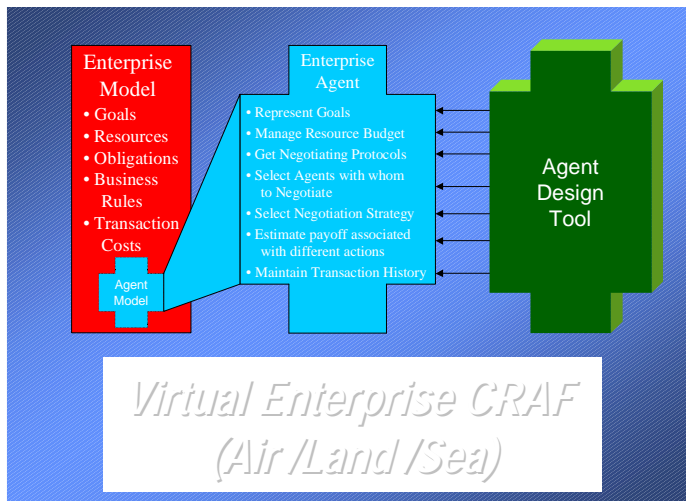 Enterprise
Model
• Goals
• Resources
• Obligations
• Business
Rules
• Transaction
Costs
Agent
Model
Enterprise
Agent
• Represent Goals
• Manage Resource Budget
• Get Negotiating Protocols
• Select Agents with whom
to Negotiate
• Select Negotiation Strategy
• Estimate payoff associated
with different actions
• Maintain Transaction History
Agent
Design
Tool
Virtual Enterprise CRAF
(Air /Land /Sea)